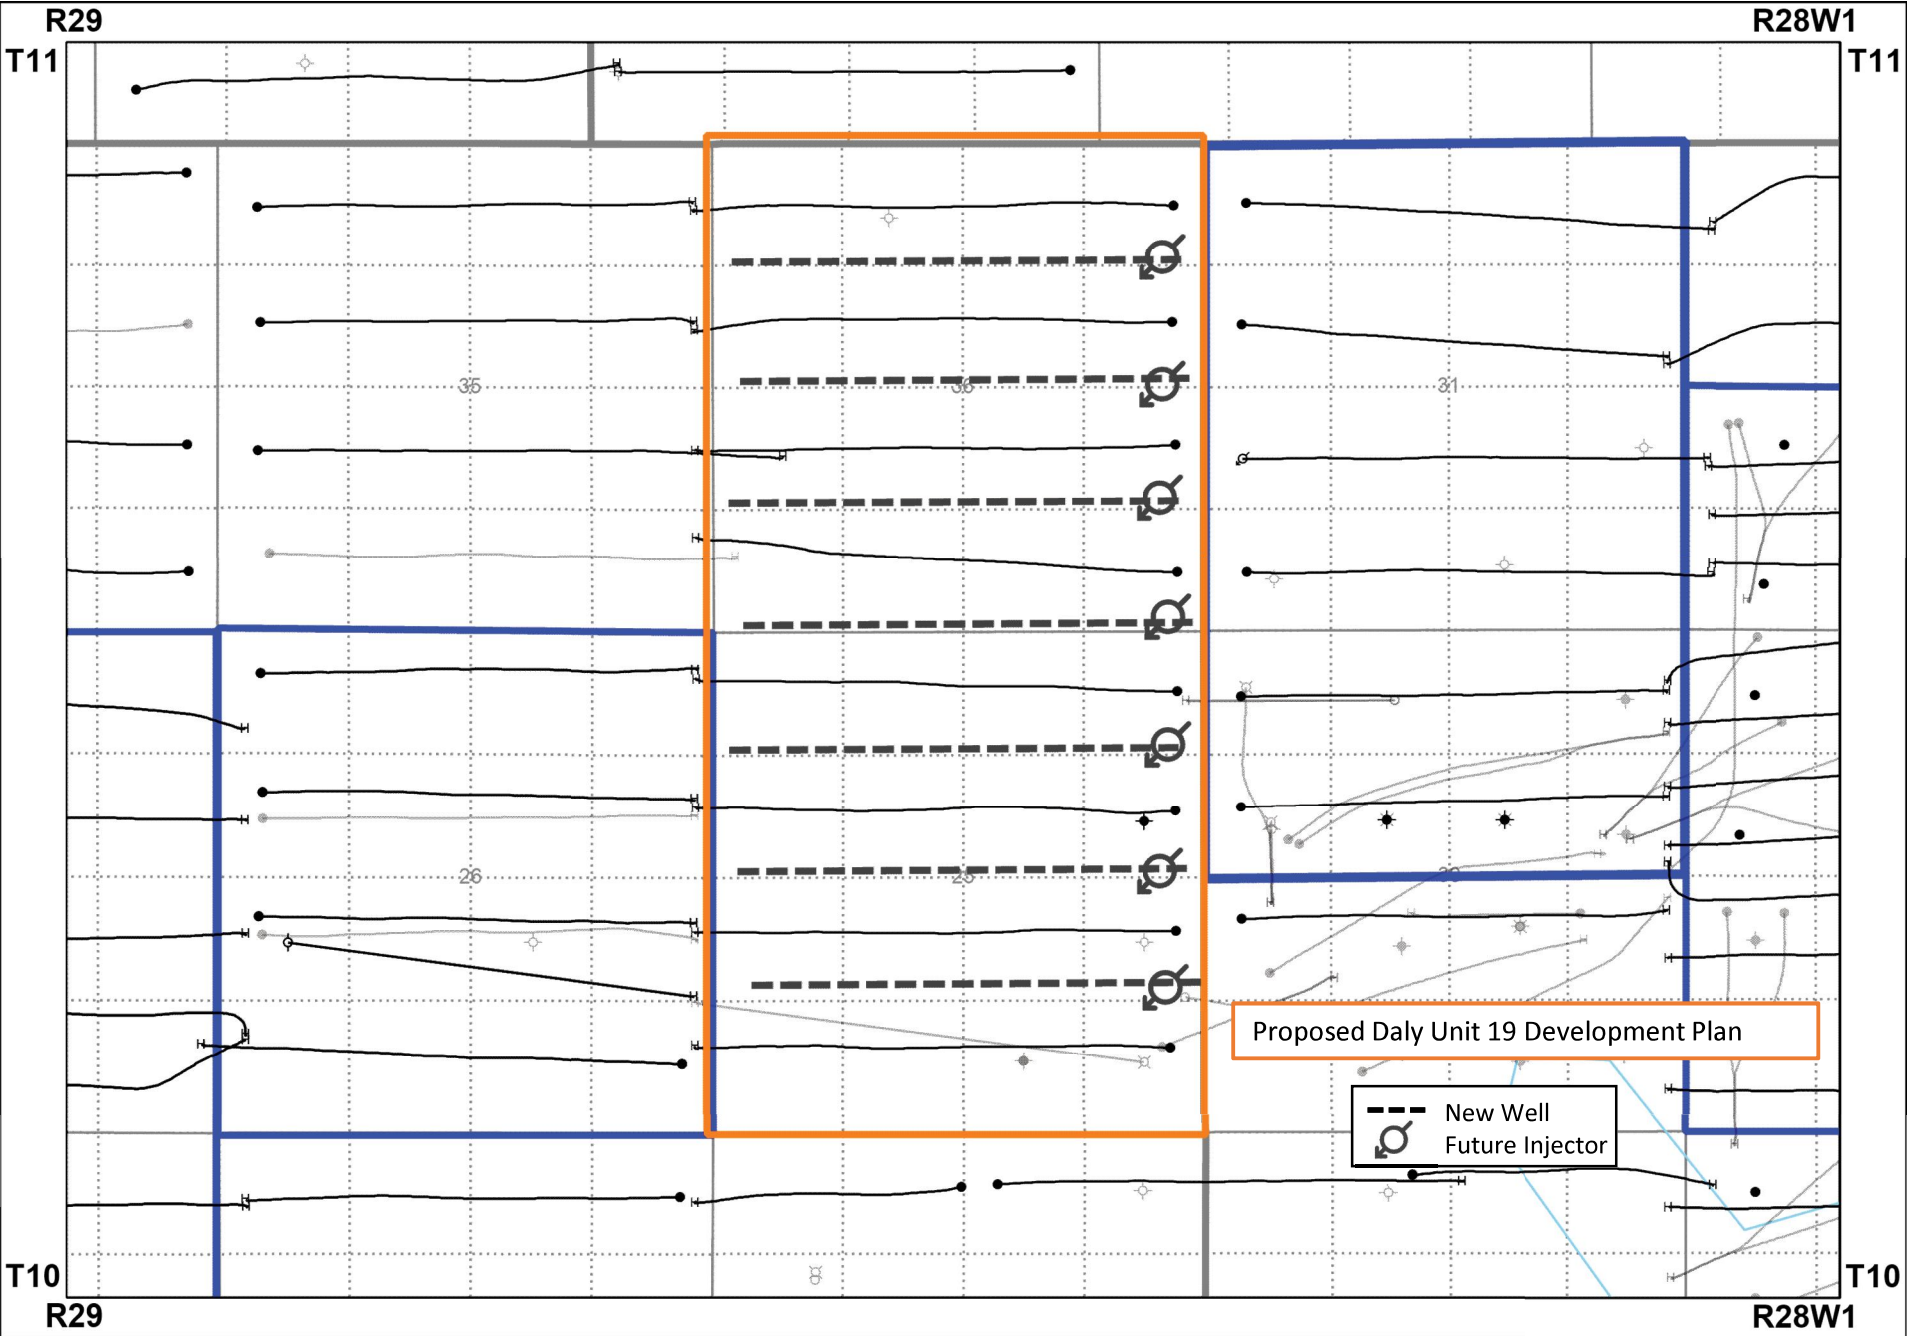 R29 R28W1
T11 T11
35 36 31
26 25 30
Proposed Daly Unit 19 Development Plan
New Well
Future Injector
T10 T10
R29 R28W1